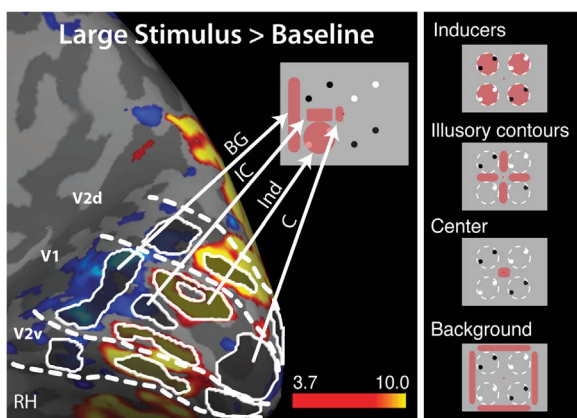 Large Stimulus > Baseline
BG
IC
Ind
C
V2d
V1
V2v
RH
3.7
10.0
Inducers
Illusory contours
Center
Background